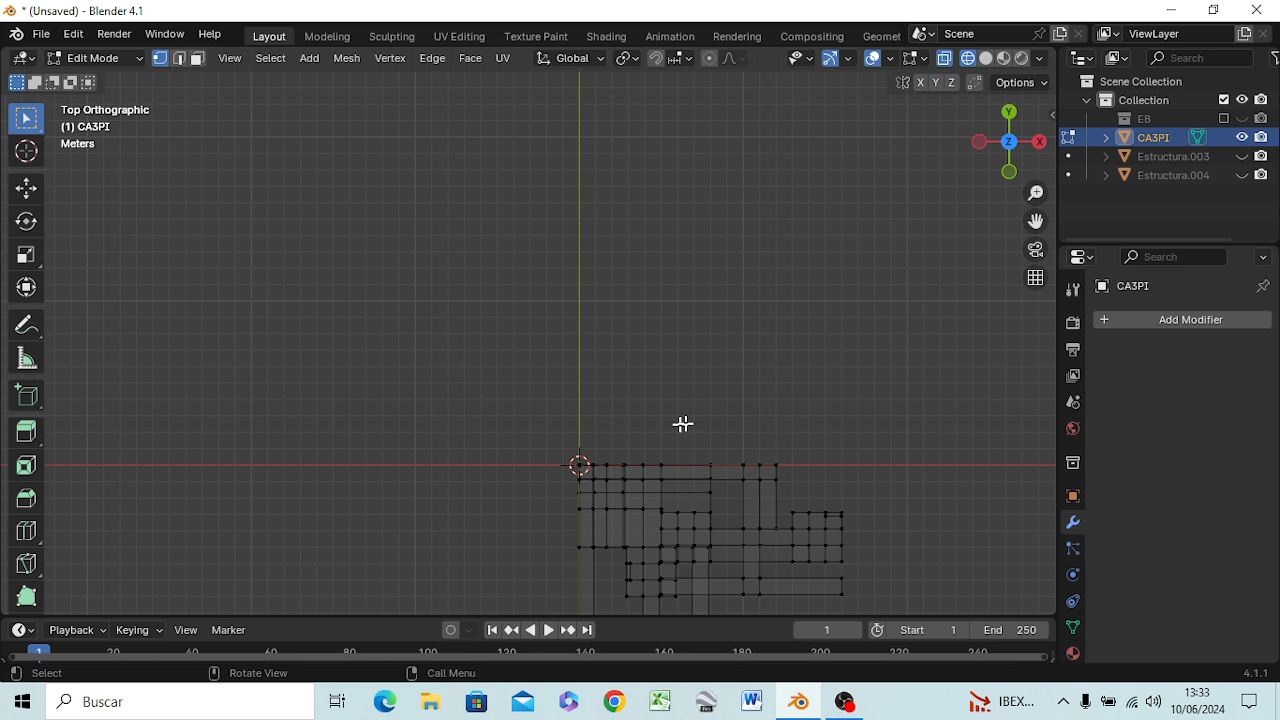 * (Unsaved) - Blender 4.1
File Edit Render Window Help Layout Modeling Sculpting UV Editing Texture Paint Shading Animation Rendering Compositing Geomet Scene ViewLayer
Edit Mode View Select Add Mesh Vertex Edge Face UV Global Search
X Y Z Options
Scene Collection
Top Orthographic
(1) CA3PI
Meters
Y
X
Z
Collection
EB
CA3PI
Estructura.003
Estructura.004
Search
CA3PI
Add Modifier
Playback Keying View Marker 1 Start 1 End 250
1 20 40 60 80 100 120 140 160 180 200 220 240
Select Rotate View Call Menu 4.1.1
Buscar IBEX... 3:33
10/06/2024